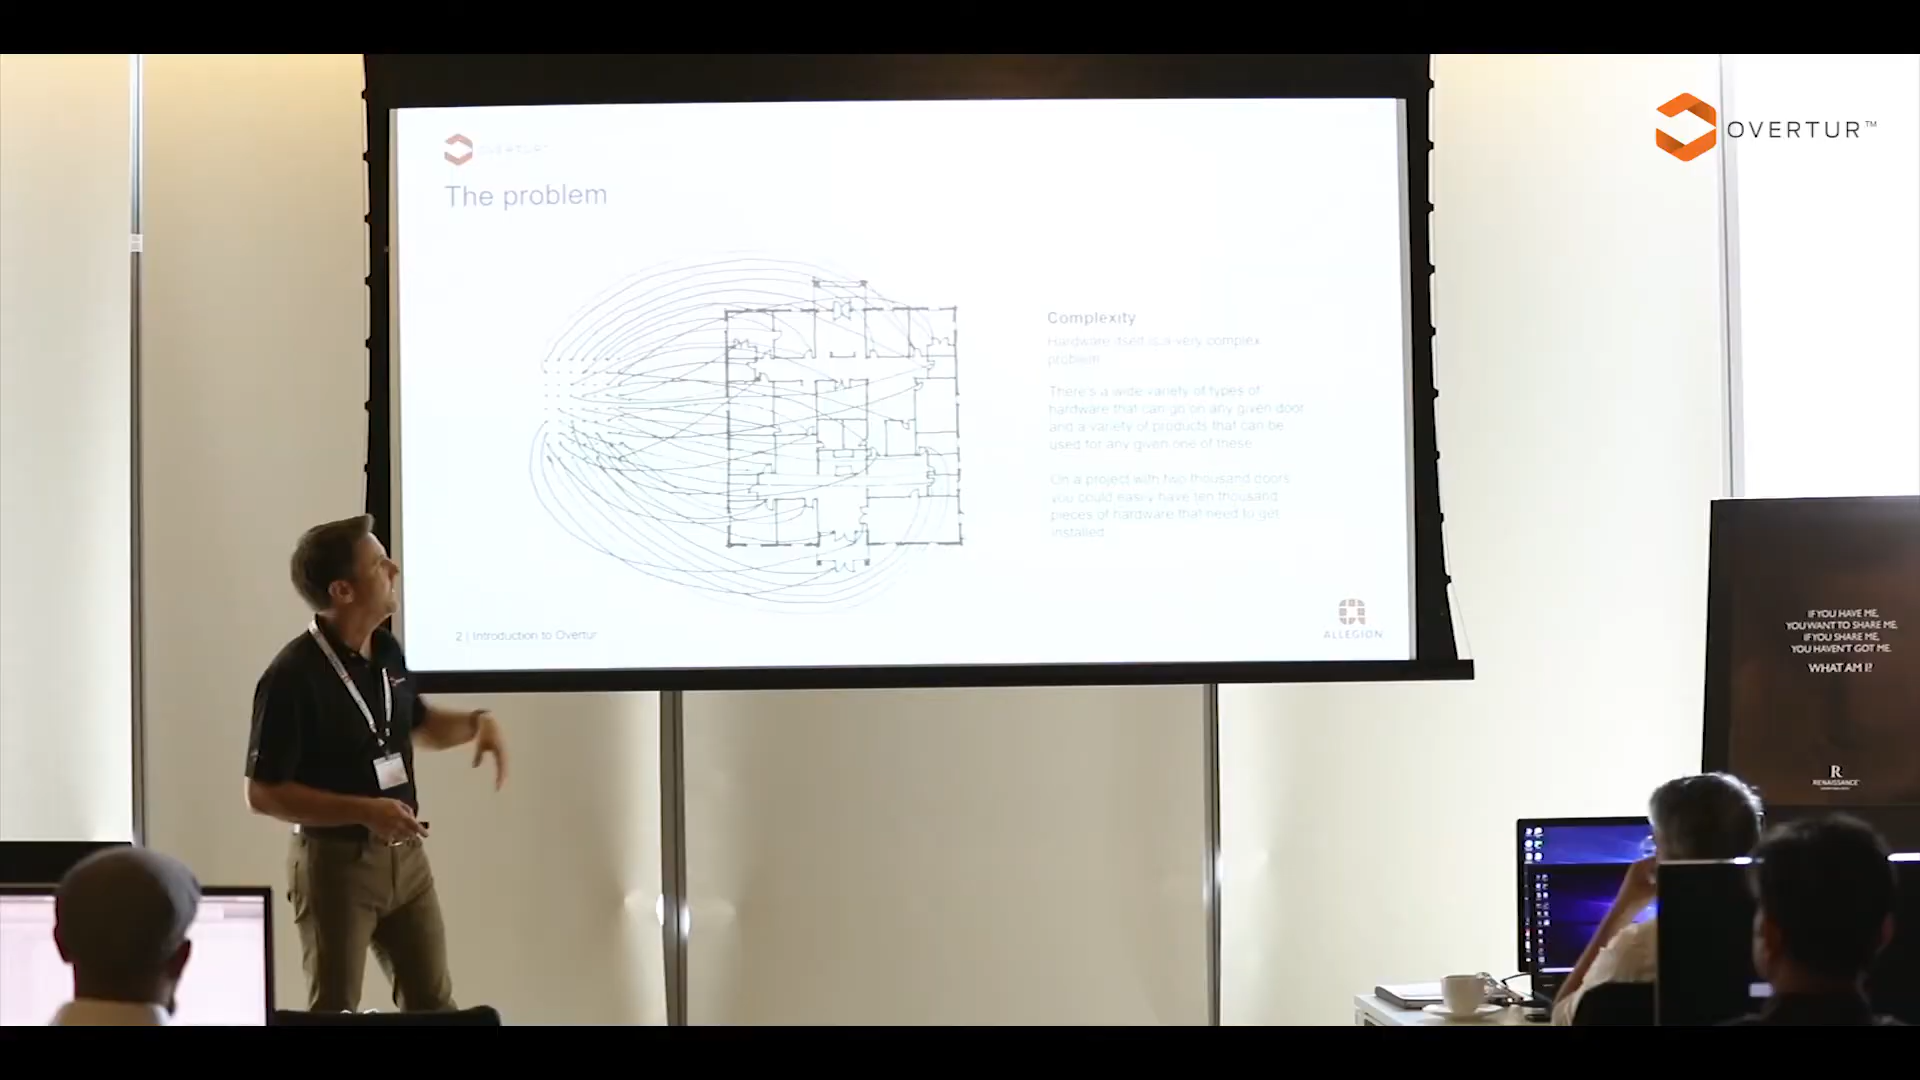 OVERTUR™
OVERTUR™
The problem
Complexity
Hardware itself is a very complex
problem
There's a wide variety of types of
hardware that can go on any given door
and a variety of products that can be
used for any given one of these
On a project with two thousand doors
you could easily have ten thousand
pieces of hardware that need to get
installed
2 | Introduction to Overtur
ALLEGION
IF YOU HAVE ME,
YOU WANT TO SHARE ME.
IF YOU SHARE ME,
YOU HAVEN'T GOT ME.
WHAT AM I?
R
RENAISSANCE